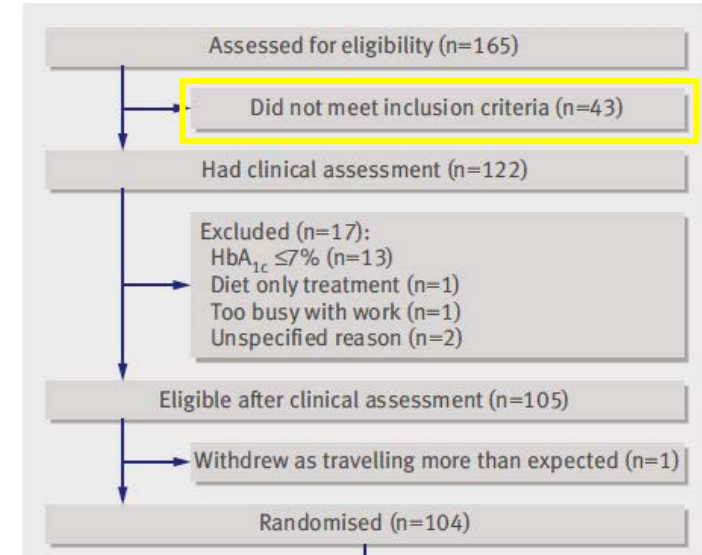 Assessed for eligibility (n=165)
Did not meet inclusion criteria (n=43)
Had clinical assessment (n=122)
Excluded (n=17):
HbA1c ≤7% (n=13)
Diet only treatment (n=1)
Too busy with work (n=1)
Unspecified reason (n=2)
Eligible after clinical assessment (n=105)
Withdrew as travelling more than expected (n=1)
Randomised (n=104)